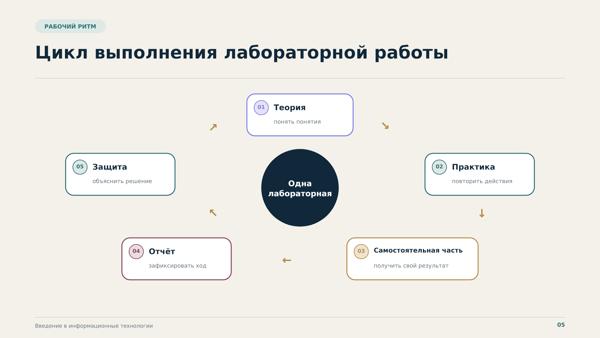 РАБОЧИЙ РИТМ
Цикл выполнения лабораторной работы
01 Теория
понять понятия
↗
↘
05 Защита
объяснить решение
Одна
лабораторная
02 Практика
повторить действия
↖
↓
04 Отчёт
зафиксировать ход
←
03 Самостоятельная часть
получить свой результат
Введение в информационные технологии
05